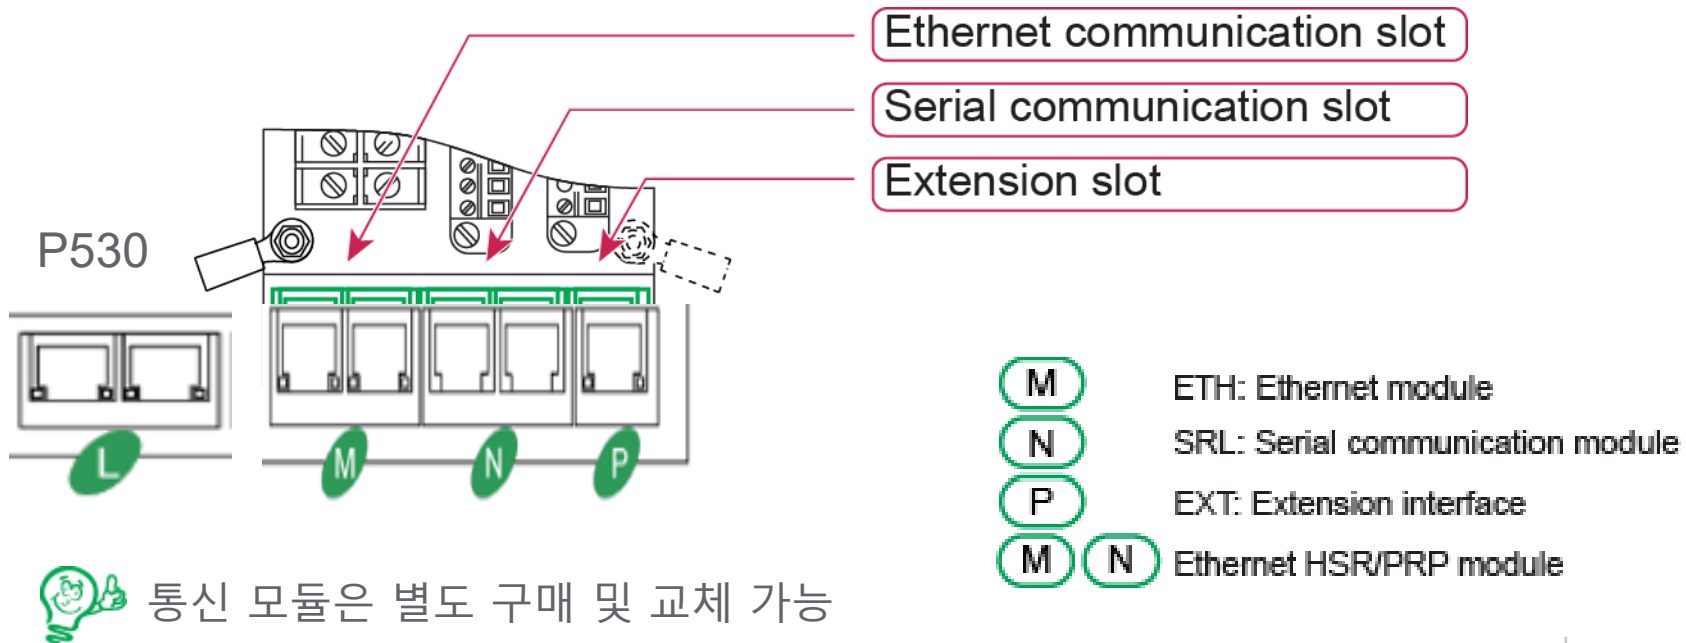 Ethernet communication slot
Serial communication slot
Extension slot
P530
L
M
N
P
M ETH: Ethernet module
N SRL: Serial communication module
P EXT: Extension interface
M N Ethernet HSR/PRP module
통신 모듈은 별도 구매 및 교체 가능